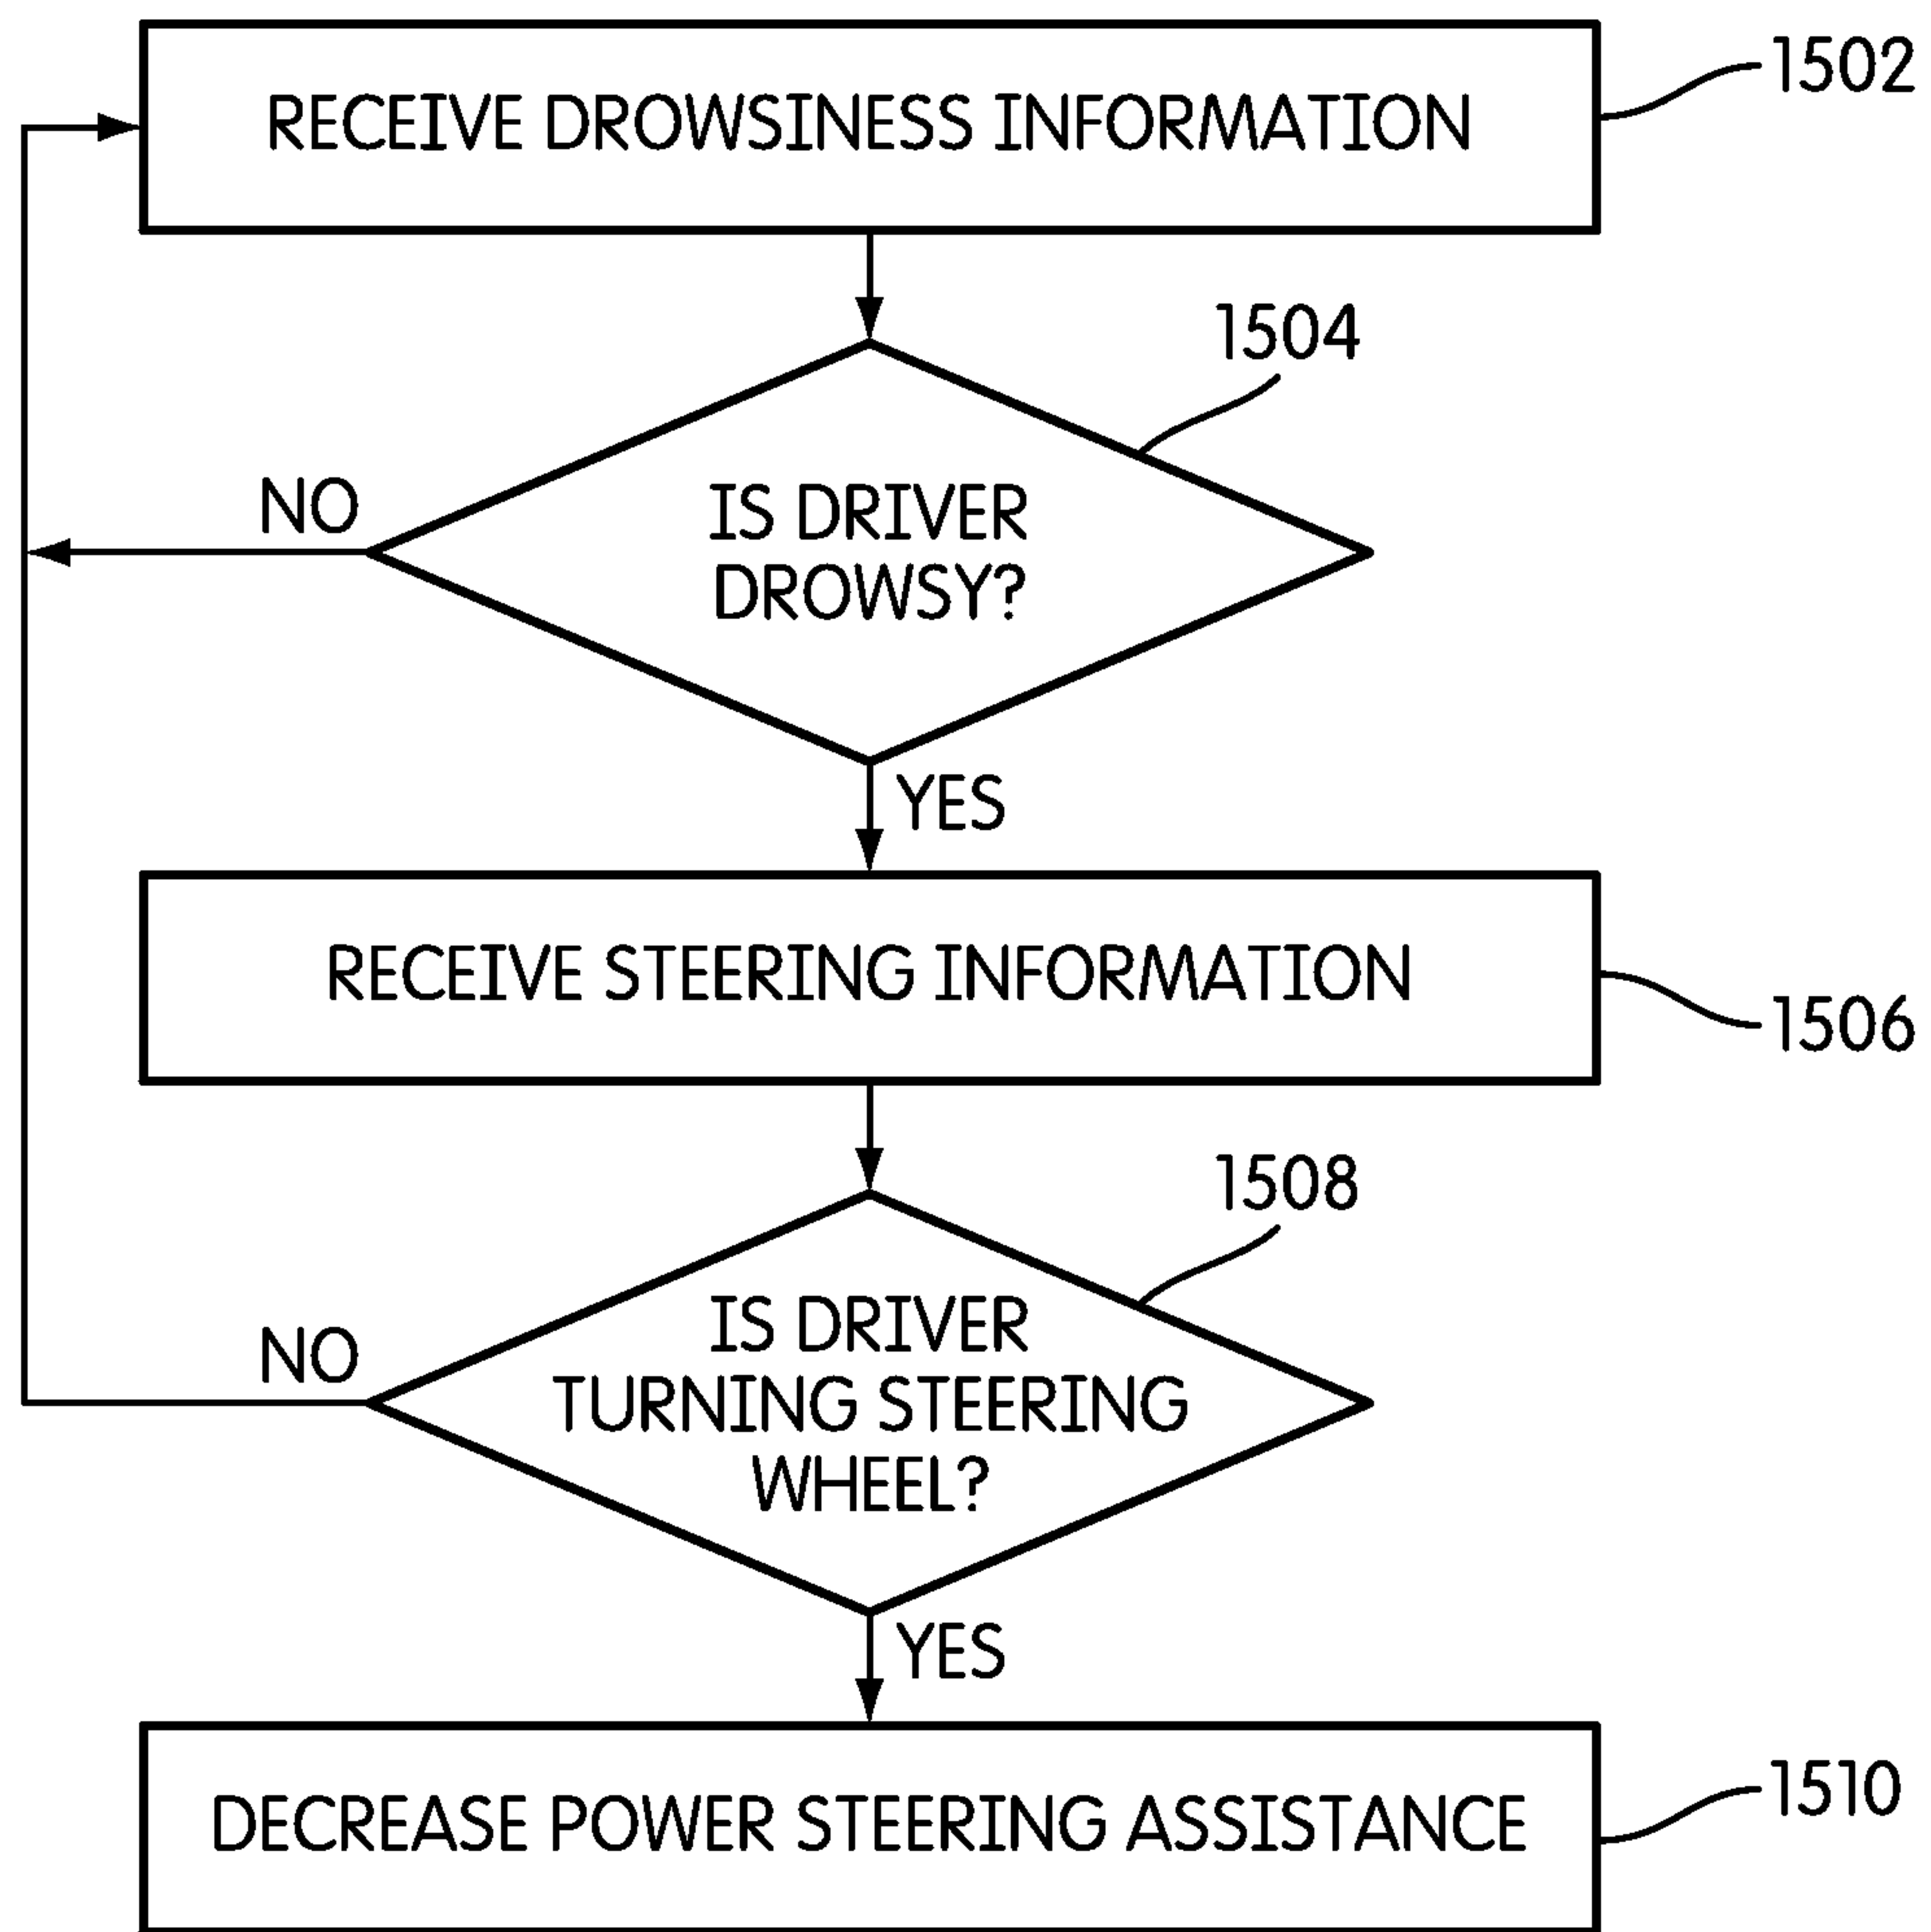 RECEIVE DROWSINESS INFORMATION
1502
1504
NO
IS DRIVER
DROWSY?
YES
RECEIVE STEERING INFORMATION
1506
1508
NO
IS DRIVER
TURNING STEERING
WHEEL?
YES
DECREASE POWER STEERING ASSISTANCE
1510